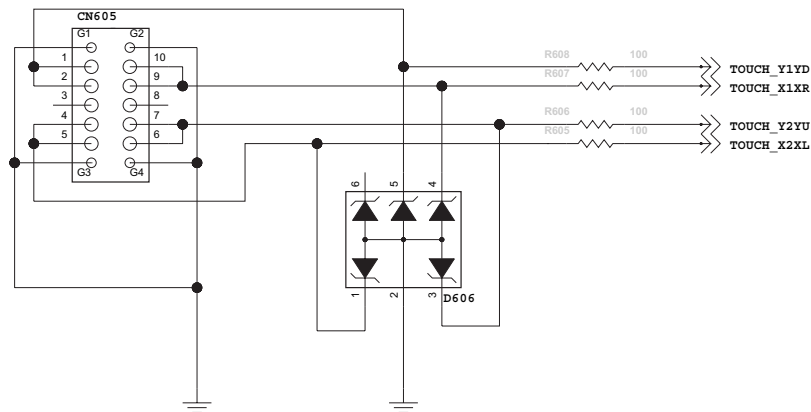 CN605
G1 G2
1 10
2 9
3 8
4 7
5 6
G3 G4
R608 100 TOUCH_Y1YD
R607 100 TOUCH_X1XR
R606 100 TOUCH_Y2YU
R605 100 TOUCH_X2XL
6 5 4
1 2 3
D606